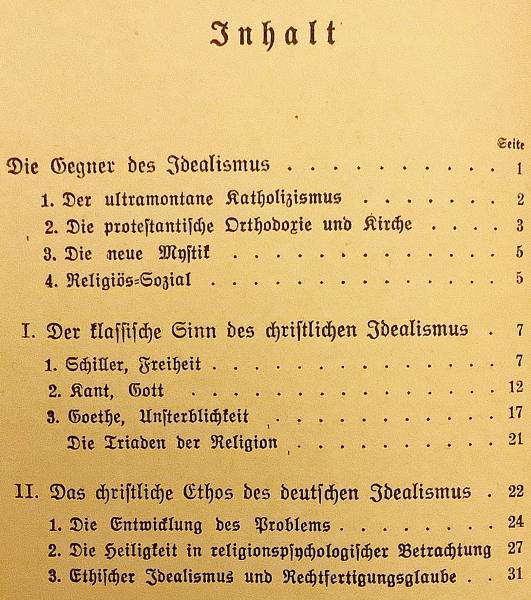 Inhalt
Seite
Die Gegner des Idealismus . . . . . . . . . . 1
1. Der ultramontane Katholizismus . . . . . . . 2
2. Die protestantische Orthodoxie und Kirche . . . . 3
3. Die neue Mystik . . . . . . . . . . . . . 5
4. Religiös-Sozial . . . . . . . . . . . . . . 5
I. Der klassische Sinn des christlichen Idealismus . 7
1. Schiller, Freiheit . . . . . . . . . . . . . 7
2. Kant, Gott . . . . . . . . . . . . . . . 12
3. Goethe, Unsterblichkeit . . . . . . . . . . . 17
Die Triaden der Religion . . . . . . . . . . 21
II. Das christliche Ethos des deutschen Idealismus . 22
1. Die Entwicklung des Problems . . . . . . . . 24
2. Die Heiligkeit in religionspsychologischer Betrachtung 27
3. Ethischer Idealismus und Rechtfertigungsglaube . . 31